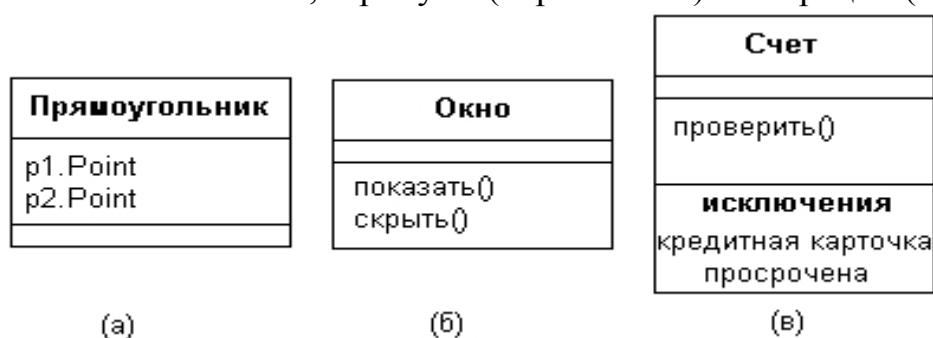 Прямоугольник
p1.Point
p2.Point
(а)
Окно
показать()
скрыть()
(б)
Счет
проверить()
исключения
кредитная карточка
просрочена
(в)